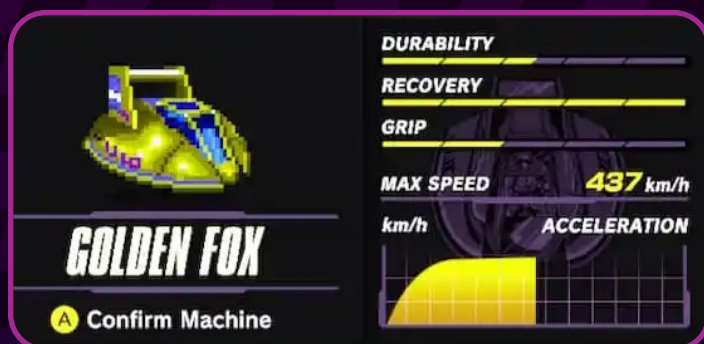 DURABILITY
RECOVERY
GRIP
MAX SPEED 437 km/h
km/h ACCELERATION
GOLDEN FOX
A Confirm Machine